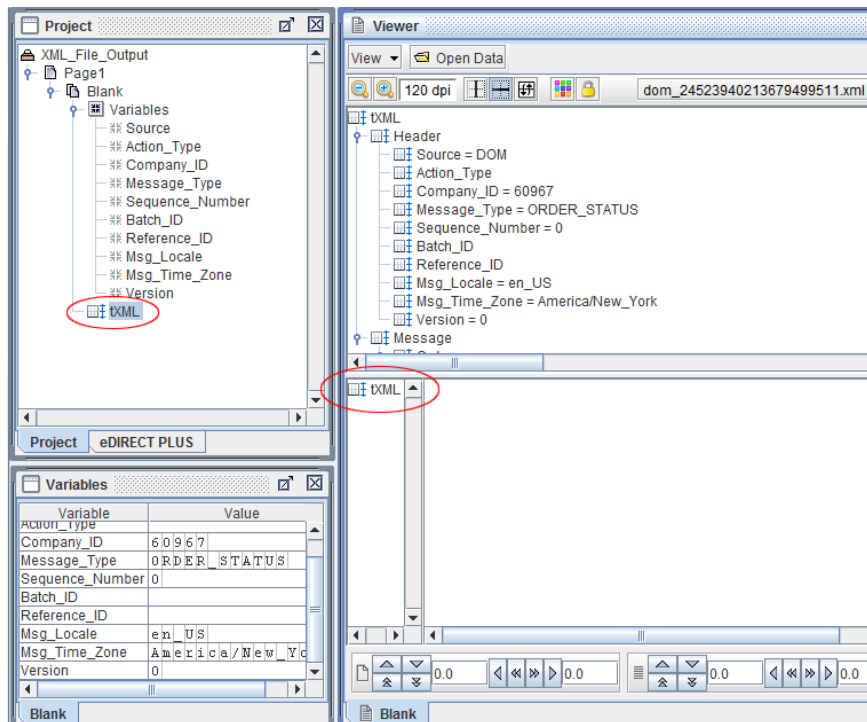 Project
XML_File_Output
Page1
Blank
Variables
Source
Action_Type
Company_ID
Message_Type
Sequence_Number
Batch_ID
Reference_ID
Msg_Locale
Msg_Time_Zone
Version
tXML
Project eDIRECT PLUS
Variables
Variable Value
Action_Type
Company_ID 60967
Message_Type ORDER_STATUS
Sequence_Number 0
Batch_ID
Reference_ID
Msg_Locale en_US
Msg_Time_Zone America/New_Yo
Version 0
Blank
Viewer
View Open Data
120 dpi dom_2452394021367949951​1.xml
tXML
Header
Source = DOM
Action_Type
Company_ID = 60967
Message_Type = ORDER_STATUS
Sequence_Number = 0
Batch_ID
Reference_ID
Msg_Locale = en_US
Msg_Time_Zone = America/New_York
Version = 0
Message
tXML
0.0 0.0 0.0 0.0
Blank